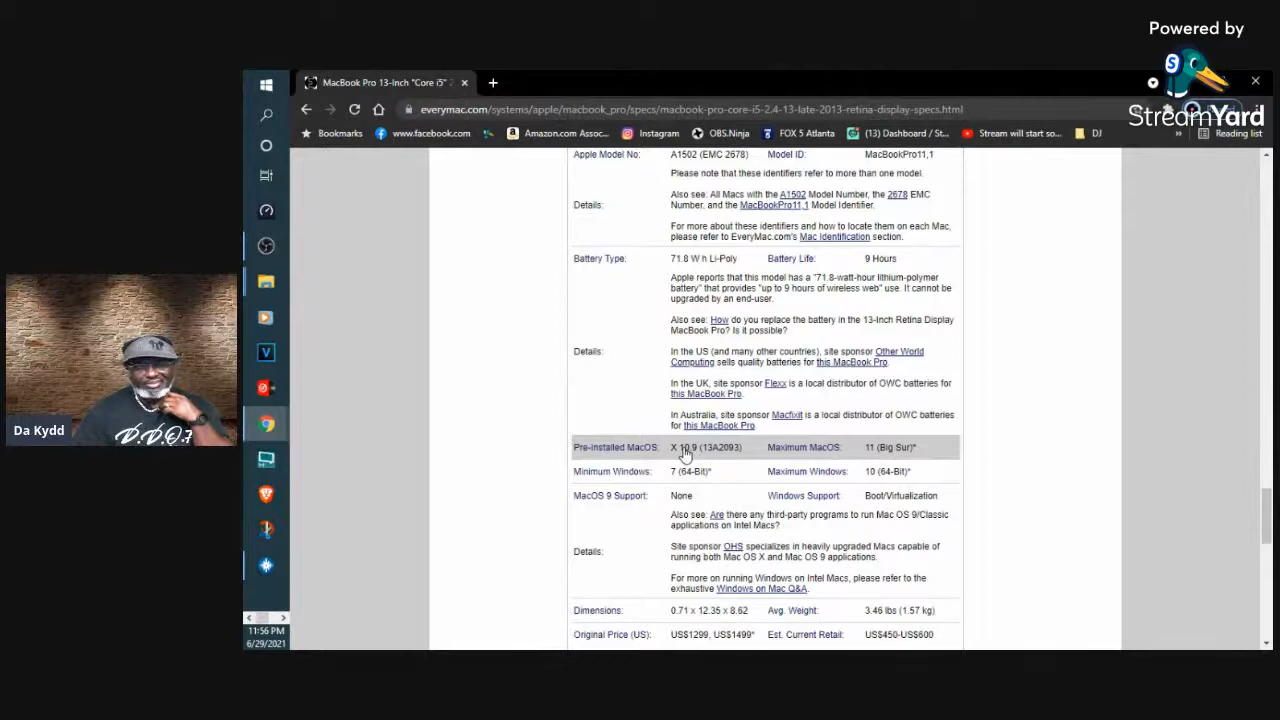 Powered by
S
StreamYard
MacBook Pro 13-Inch "Core i5" 2
everymac.com/systems/apple/macbook_pro/specs/macbook-pro-core-i5-2.4-13-late-2013-retina-display-specs.html
Bookmarks www.facebook.com Amazon.com Assoc... Instagram OBS.Ninja FOX 5 Atlanta (13) Dashboard / St... Stream will start so... DJ » Reading list
Apple Model No: A1502 (EMC 2678) Model ID: MacBookPro11,1
Please note that these identifiers refer to more than one model.
Also see: All Macs with the A1502 Model Number, the 2678 EMC
Details: Number, and the MacBookPro11,1 Model Identifier.
For more about these identifiers and how to locate them on each Mac,
please refer to EveryMac.com's Mac Identification section.
Battery Type: 71.8 W h Li-Poly Battery Life: 9 Hours
Apple reports that this model has a "71.8-watt-hour lithium-polymer
battery" that provides "up to 9 hours of wireless web" use. It cannot be
upgraded by an end-user.
Also see: How do you replace the battery in the 13-Inch Retina Display
MacBook Pro? Is it possible?
Details: In the US (and many other countries), site sponsor Other World
Computing sells quality batteries for this MacBook Pro.
In the UK, site sponsor Flexx is a local distributor of OWC batteries for
this MacBook Pro.
In Australia, site sponsor Macfixit is a local distributor of OWC batteries
for this MacBook Pro
Pre-Installed MacOS: X 10.9 (13A2093) Maximum MacOS: 11 (Big Sur)*
Minimum Windows: 7 (64-Bit)* Maximum Windows: 10 (64-Bit)*
MacOS 9 Support: None Windows Support: Boot/Virtualization
Also see: Are there any third-party programs to run Mac OS 9/Classic
applications on Intel Macs?
Details: Site sponsor OHS specializes in heavily upgraded Macs capable of
running both Mac OS X and Mac OS 9 applications.
For more on running Windows on Intel Macs, please refer to the
exhaustive Windows on Mac Q&A.
Dimensions: 0.71 x 12.35 x 8.62 Avg. Weight: 3.46 lbs (1.57 kg)
Original Price (US): US$1299, US$1499* Est. Current Retail: US$450-US$600
11:56 PM
6/29/2021
Da Kydd
D.D.O.7
V